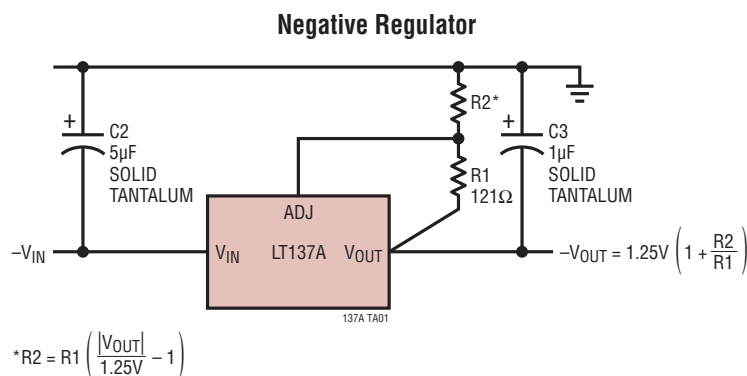 Negative Regulator
R2*
+
C2
5µF
SOLID
TANTALUM
+
C3
1µF
SOLID
TANTALUM
R1
121Ω
ADJ
–VIN
VIN
LT137A
VOUT
–VOUT = 1.25V (1 + R2/R1)
137A TA01
*R2 = R1 (|VOUT|/1.25V – 1)